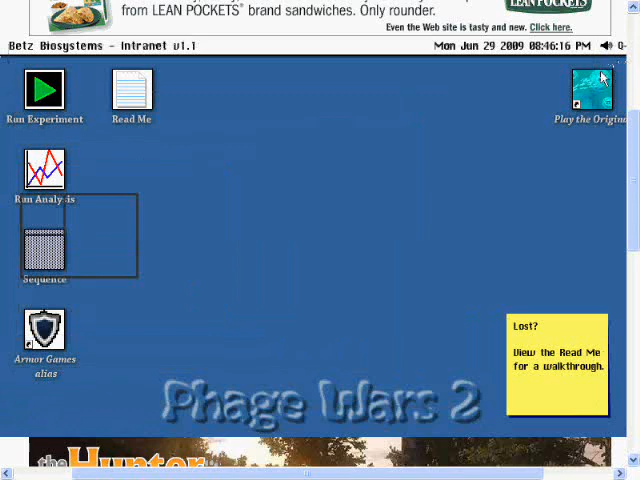 from LEAN POCKETS® brand sandwiches. Only rounder.
LEAN POCKETS
Even the Web site is tasty and new. Click here.
Betz Biosystems - Intranet v1.1
Mon Jun 29 2009 08:46:16 PM
Run Experiment
Read Me
Play the Origina
Run Analysis
Sequence
Armor Games
alias
Lost?
View the Read Me
for a walkthrough.
Phage Wars 2
the Hunter